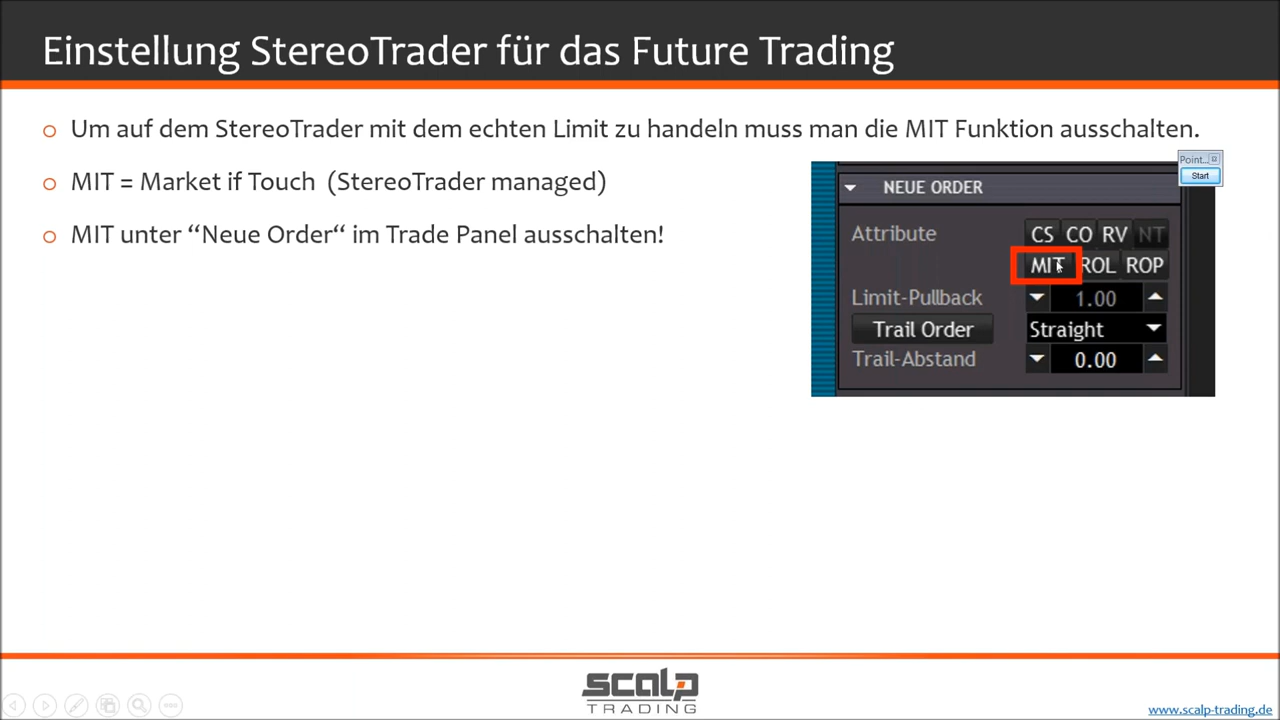 Einstellung StereoTrader für das Future Trading
Um auf dem StereoTrader mit dem echten Limit zu handeln muss man die MIT Funktion ausschalten.
MIT = Market if Touch (StereoTrader managed)
MIT unter “Neue Order“ im Trade Panel ausschalten!
Point...
Start
NEUE ORDER
Attribute CS CO RV NT
MIT ROL ROP
Limit-Pullback 1.00
Trail Order Straight
Trail-Abstand 0.00
SCALP
TRADING
www.scalp-trading.de